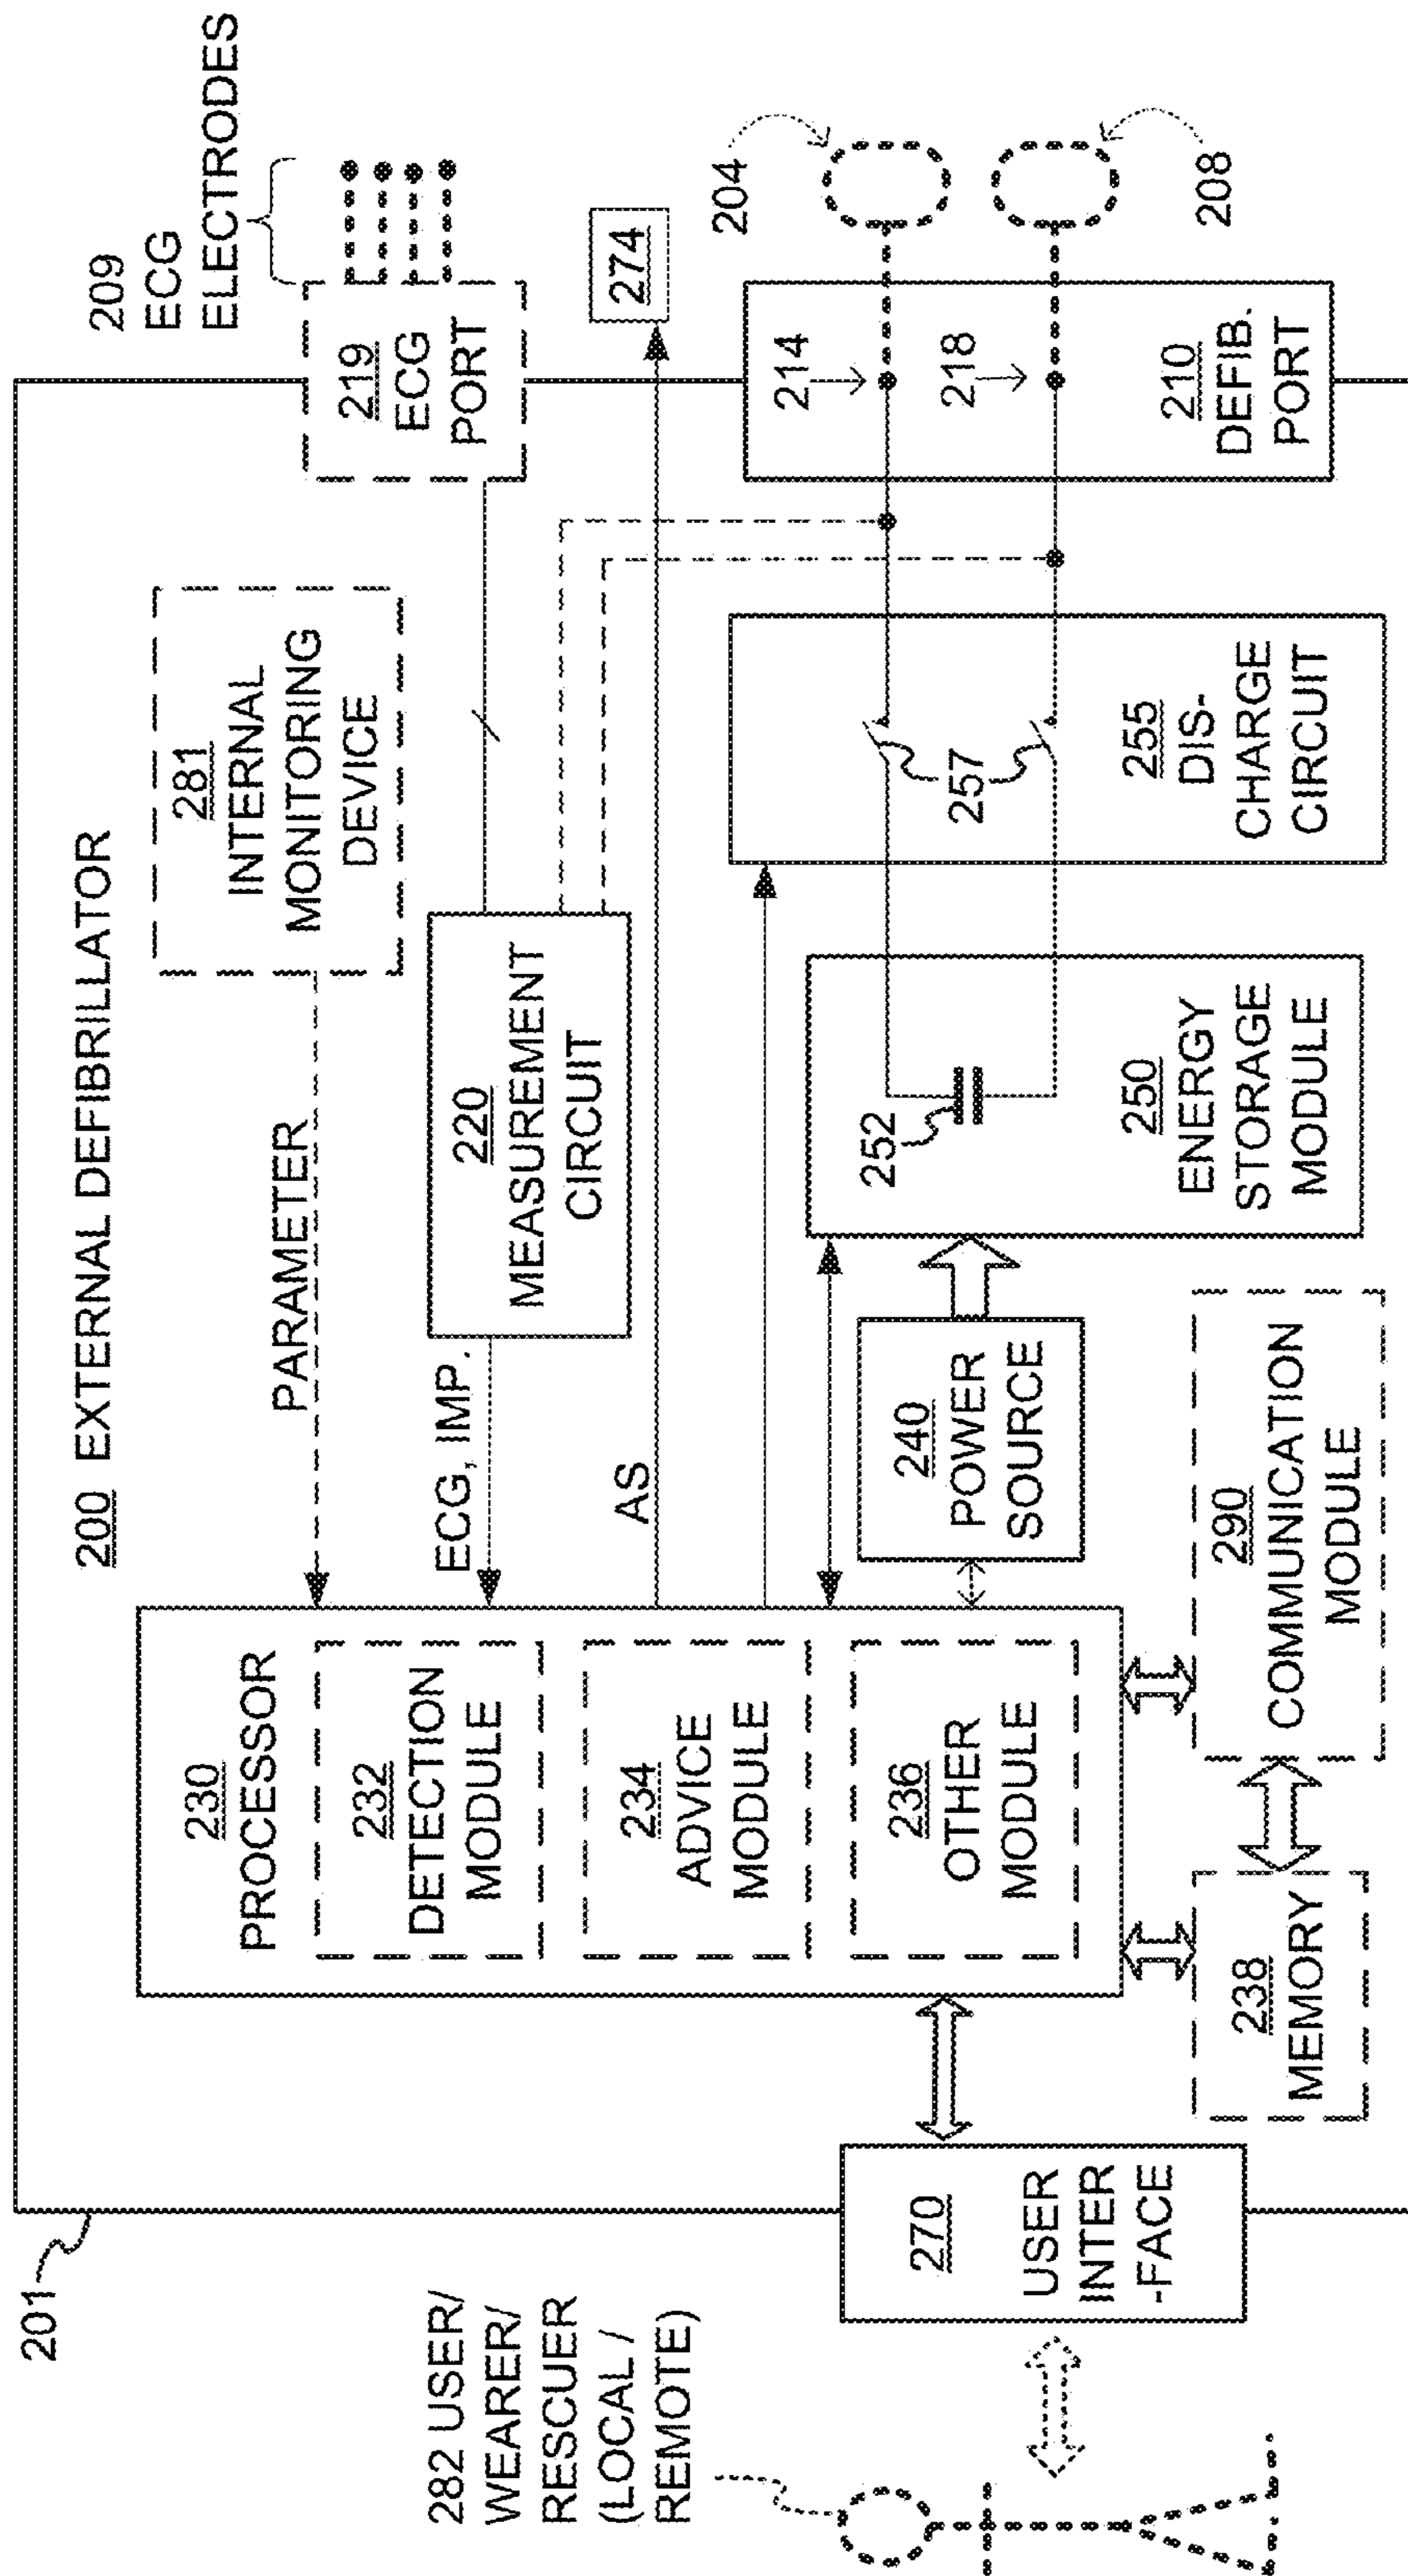 200 EXTERNAL DEFIBRILLATOR
201
209
ECG
ELECTRODES
219
ECG
PORT
281
INTERNAL
MONITORING
DEVICE
PARAMETER
220
MEASUREMENT
CIRCUIT
ECG, IMP.
AS
274
230
PROCESSOR
232
DETECTION
MODULE
234
ADVICE
MODULE
236
OTHER
MODULE
204
208
214
218
210
DEFIB.
PORT
257
255
DIS-
CHARGE
CIRCUIT
252
250
ENERGY
STORAGE
MODULE
240
POWER
SOURCE
290
COMMUNICATION
MODULE
238
MEMORY
270
USER
INTER
-FACE
282 USER/
WEARER/
RESCUER
(LOCAL /
REMOTE)